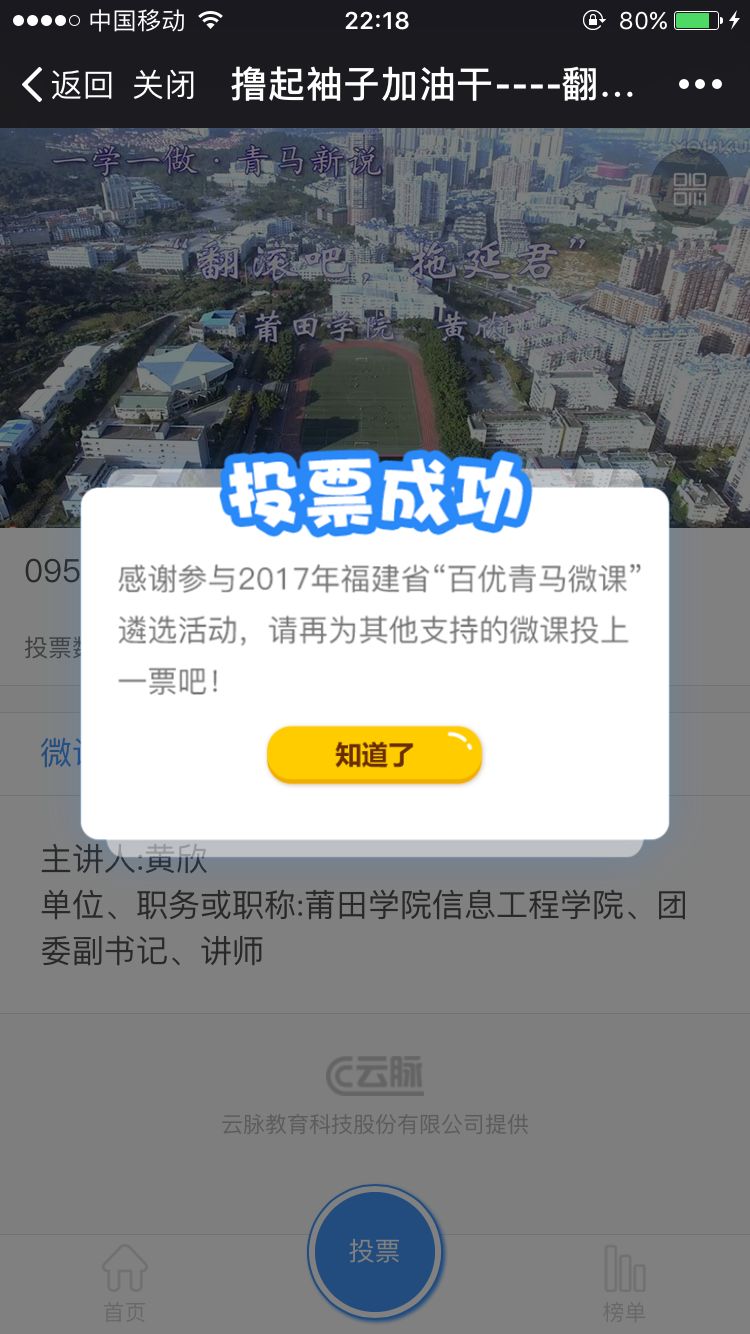 中国移动
22:18
80%
返回 关闭 撸起袖子加油干----翻...
YOUKU
一学一做·青马新说
“翻滚吧，拖延君”
莆田学院 黄欣
投票成功
095
感谢参与2017年福建省“百优青马微课”
遴选活动，请再为其他支持的微课投上
一票吧！
投票
知道了
微
主讲人:黄欣
单位、职务或职称:莆田学院信息工程学院、团
委副书记、讲师
云脉
云脉教育科技股份有限公司提供
投票
首页
榜单